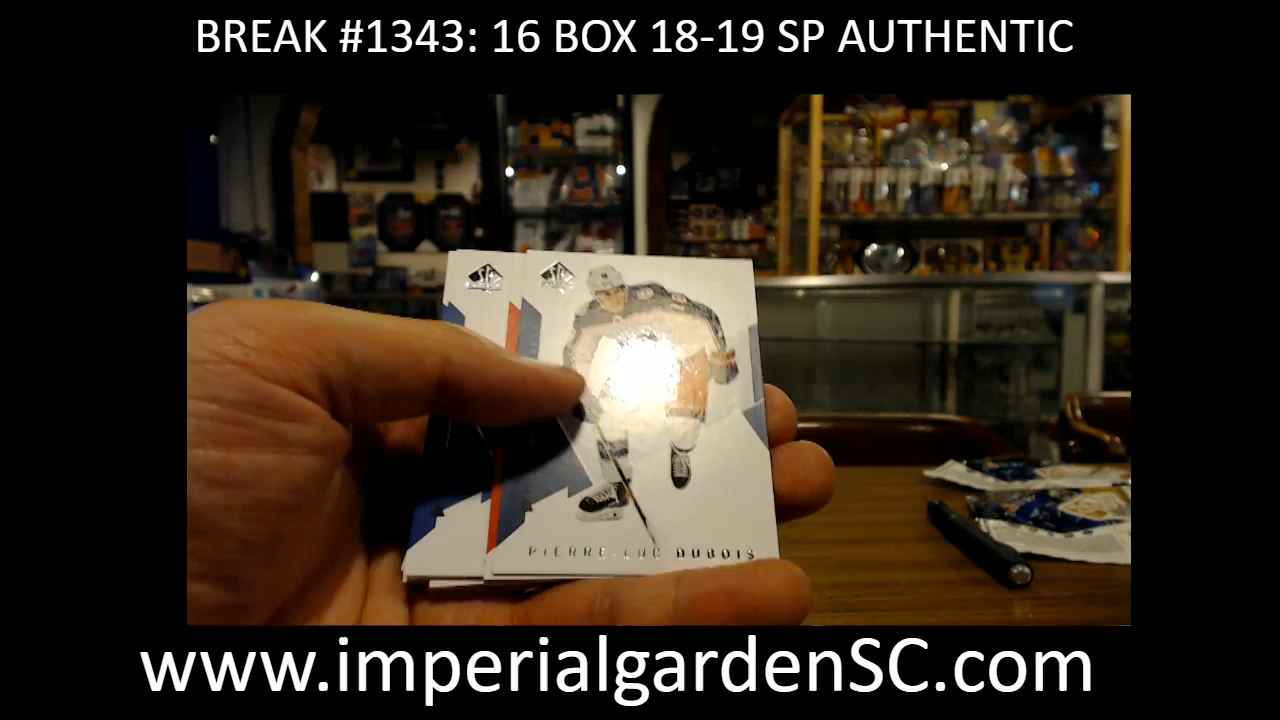 BREAK #1343: 16 BOX 18-19 SP AUTHENTIC
PIERRE-LUC DUBOIS
www.imperialgardenSC.com